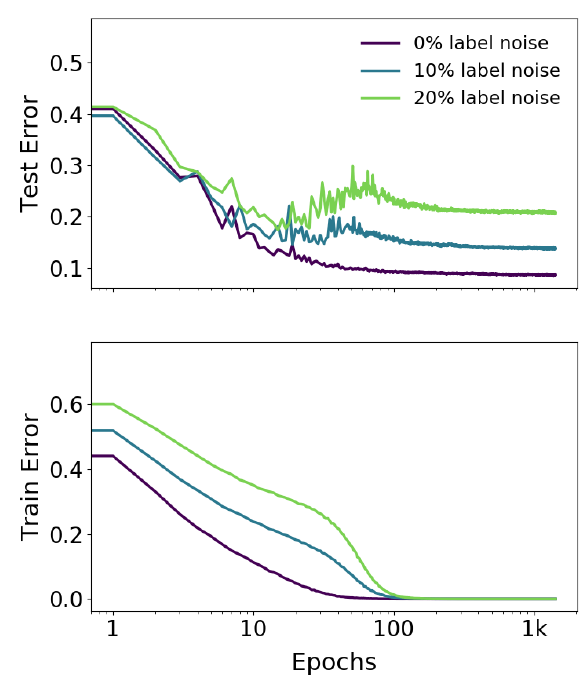 Test Error
0.5
0.4
0.3
0.2
0.1
0% label noise
10% label noise
20% label noise
Train Error
0.6
0.4
0.2
0.0
1
10
100
1k
Epochs